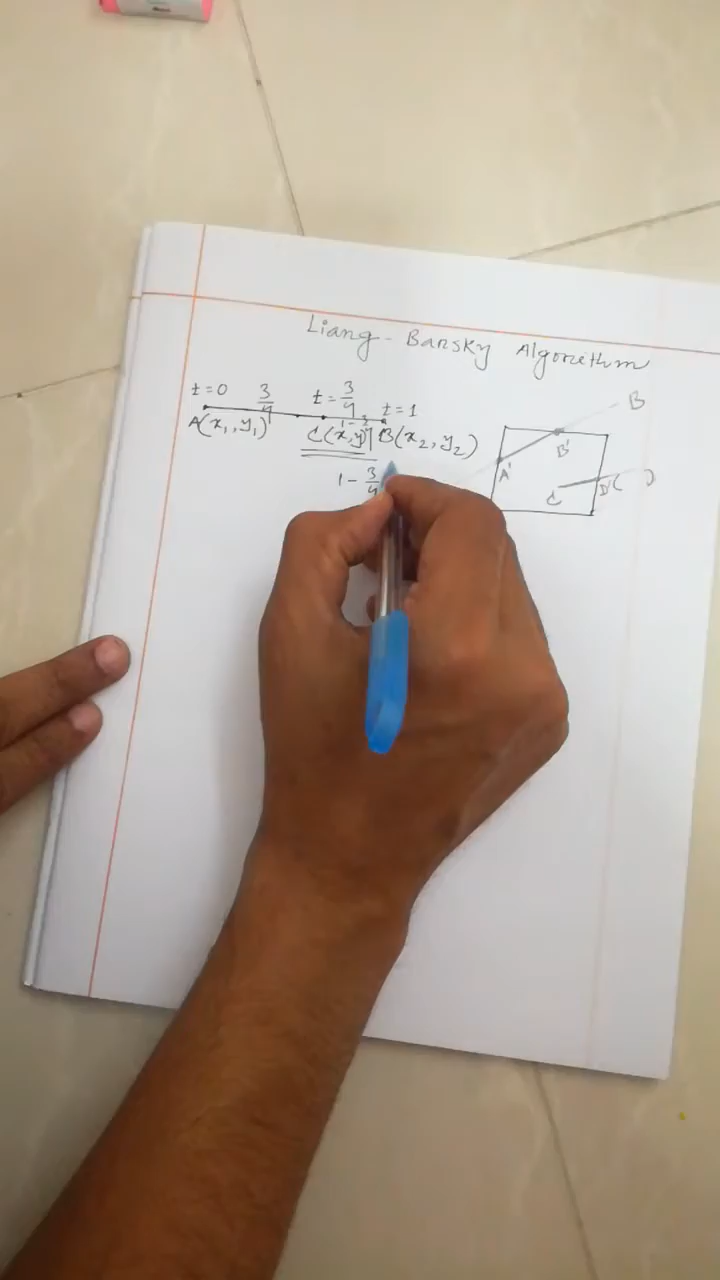 Liang - Barsky Algorithm
t=0 3/4 t=3/4 t=1
A(x₁, y₁) C(x, y) B(x₂, y₂)
1 - 3/4
B
B'
A'
C D'